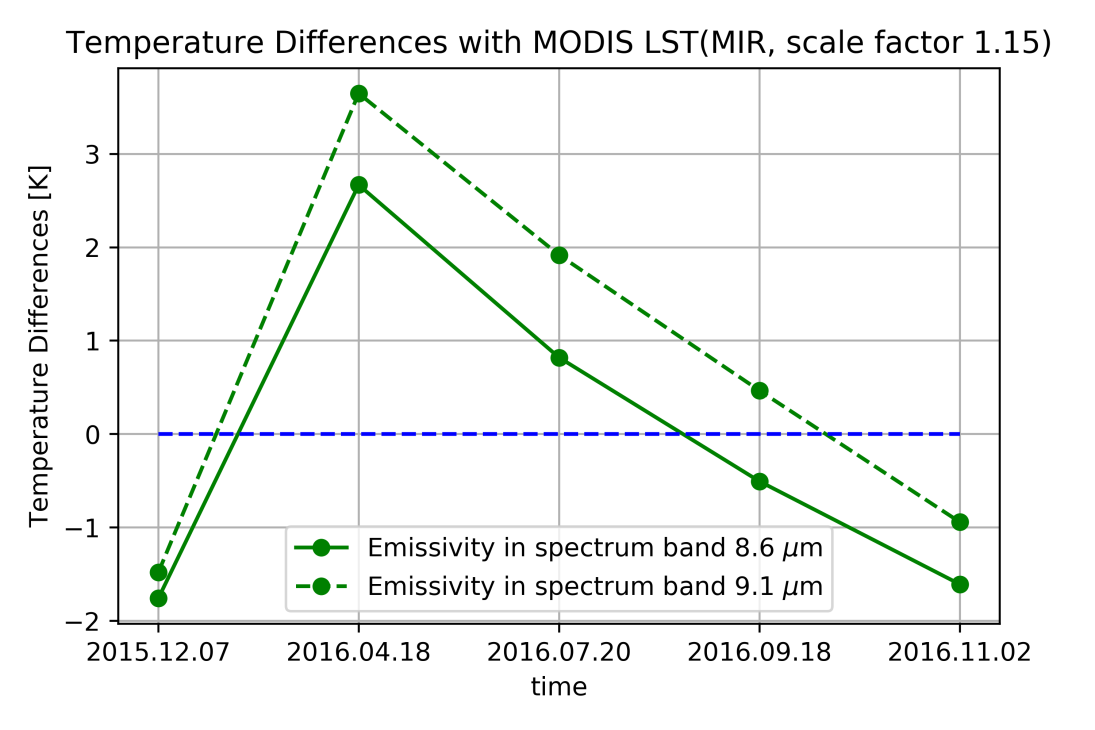 Temperature Differences with MODIS LST(MIR, scale factor 1.15)
Temperature Differences [K]
3
2
1
0
−1
−2
Emissivity in spectrum band 8.6 μm
Emissivity in spectrum band 9.1 μm
2015.12.07 2016.04.18 2016.07.20 2016.09.18 2016.11.02
time